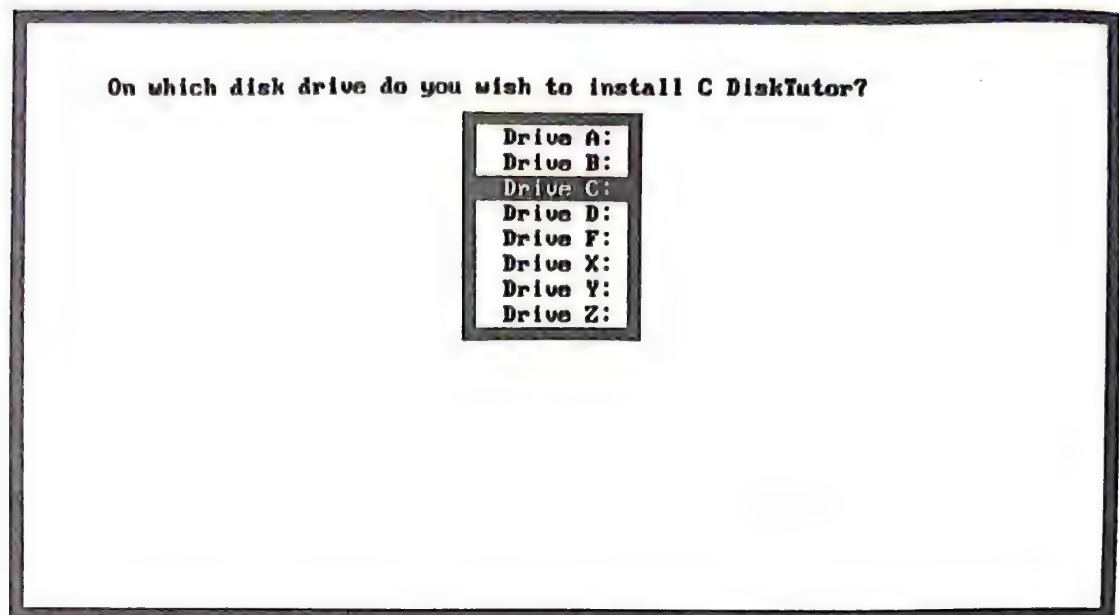 On which disk drive do you wish to install C DiskTutor?
Drive A:
Drive B:
Drive C:
Drive D:
Drive F:
Drive X:
Drive Y:
Drive Z: